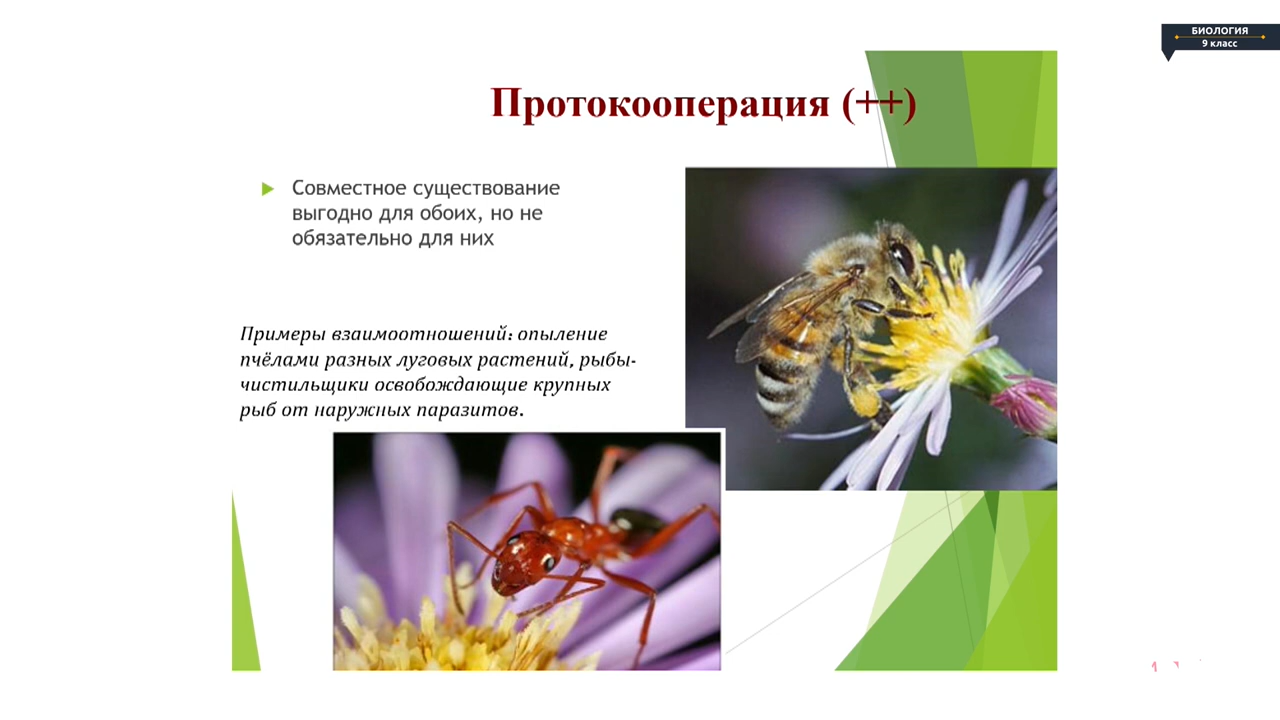 БИОЛОГИЯ
9 класс
Протокооперация (++)
Совместное существование
выгодно для обоих, но не
обязательно для них
Примеры взаимоотношений: опыление
пчёлами разных луговых растений, рыбы-
чистильщики освобождающие крупных
рыб от наружных паразитов.